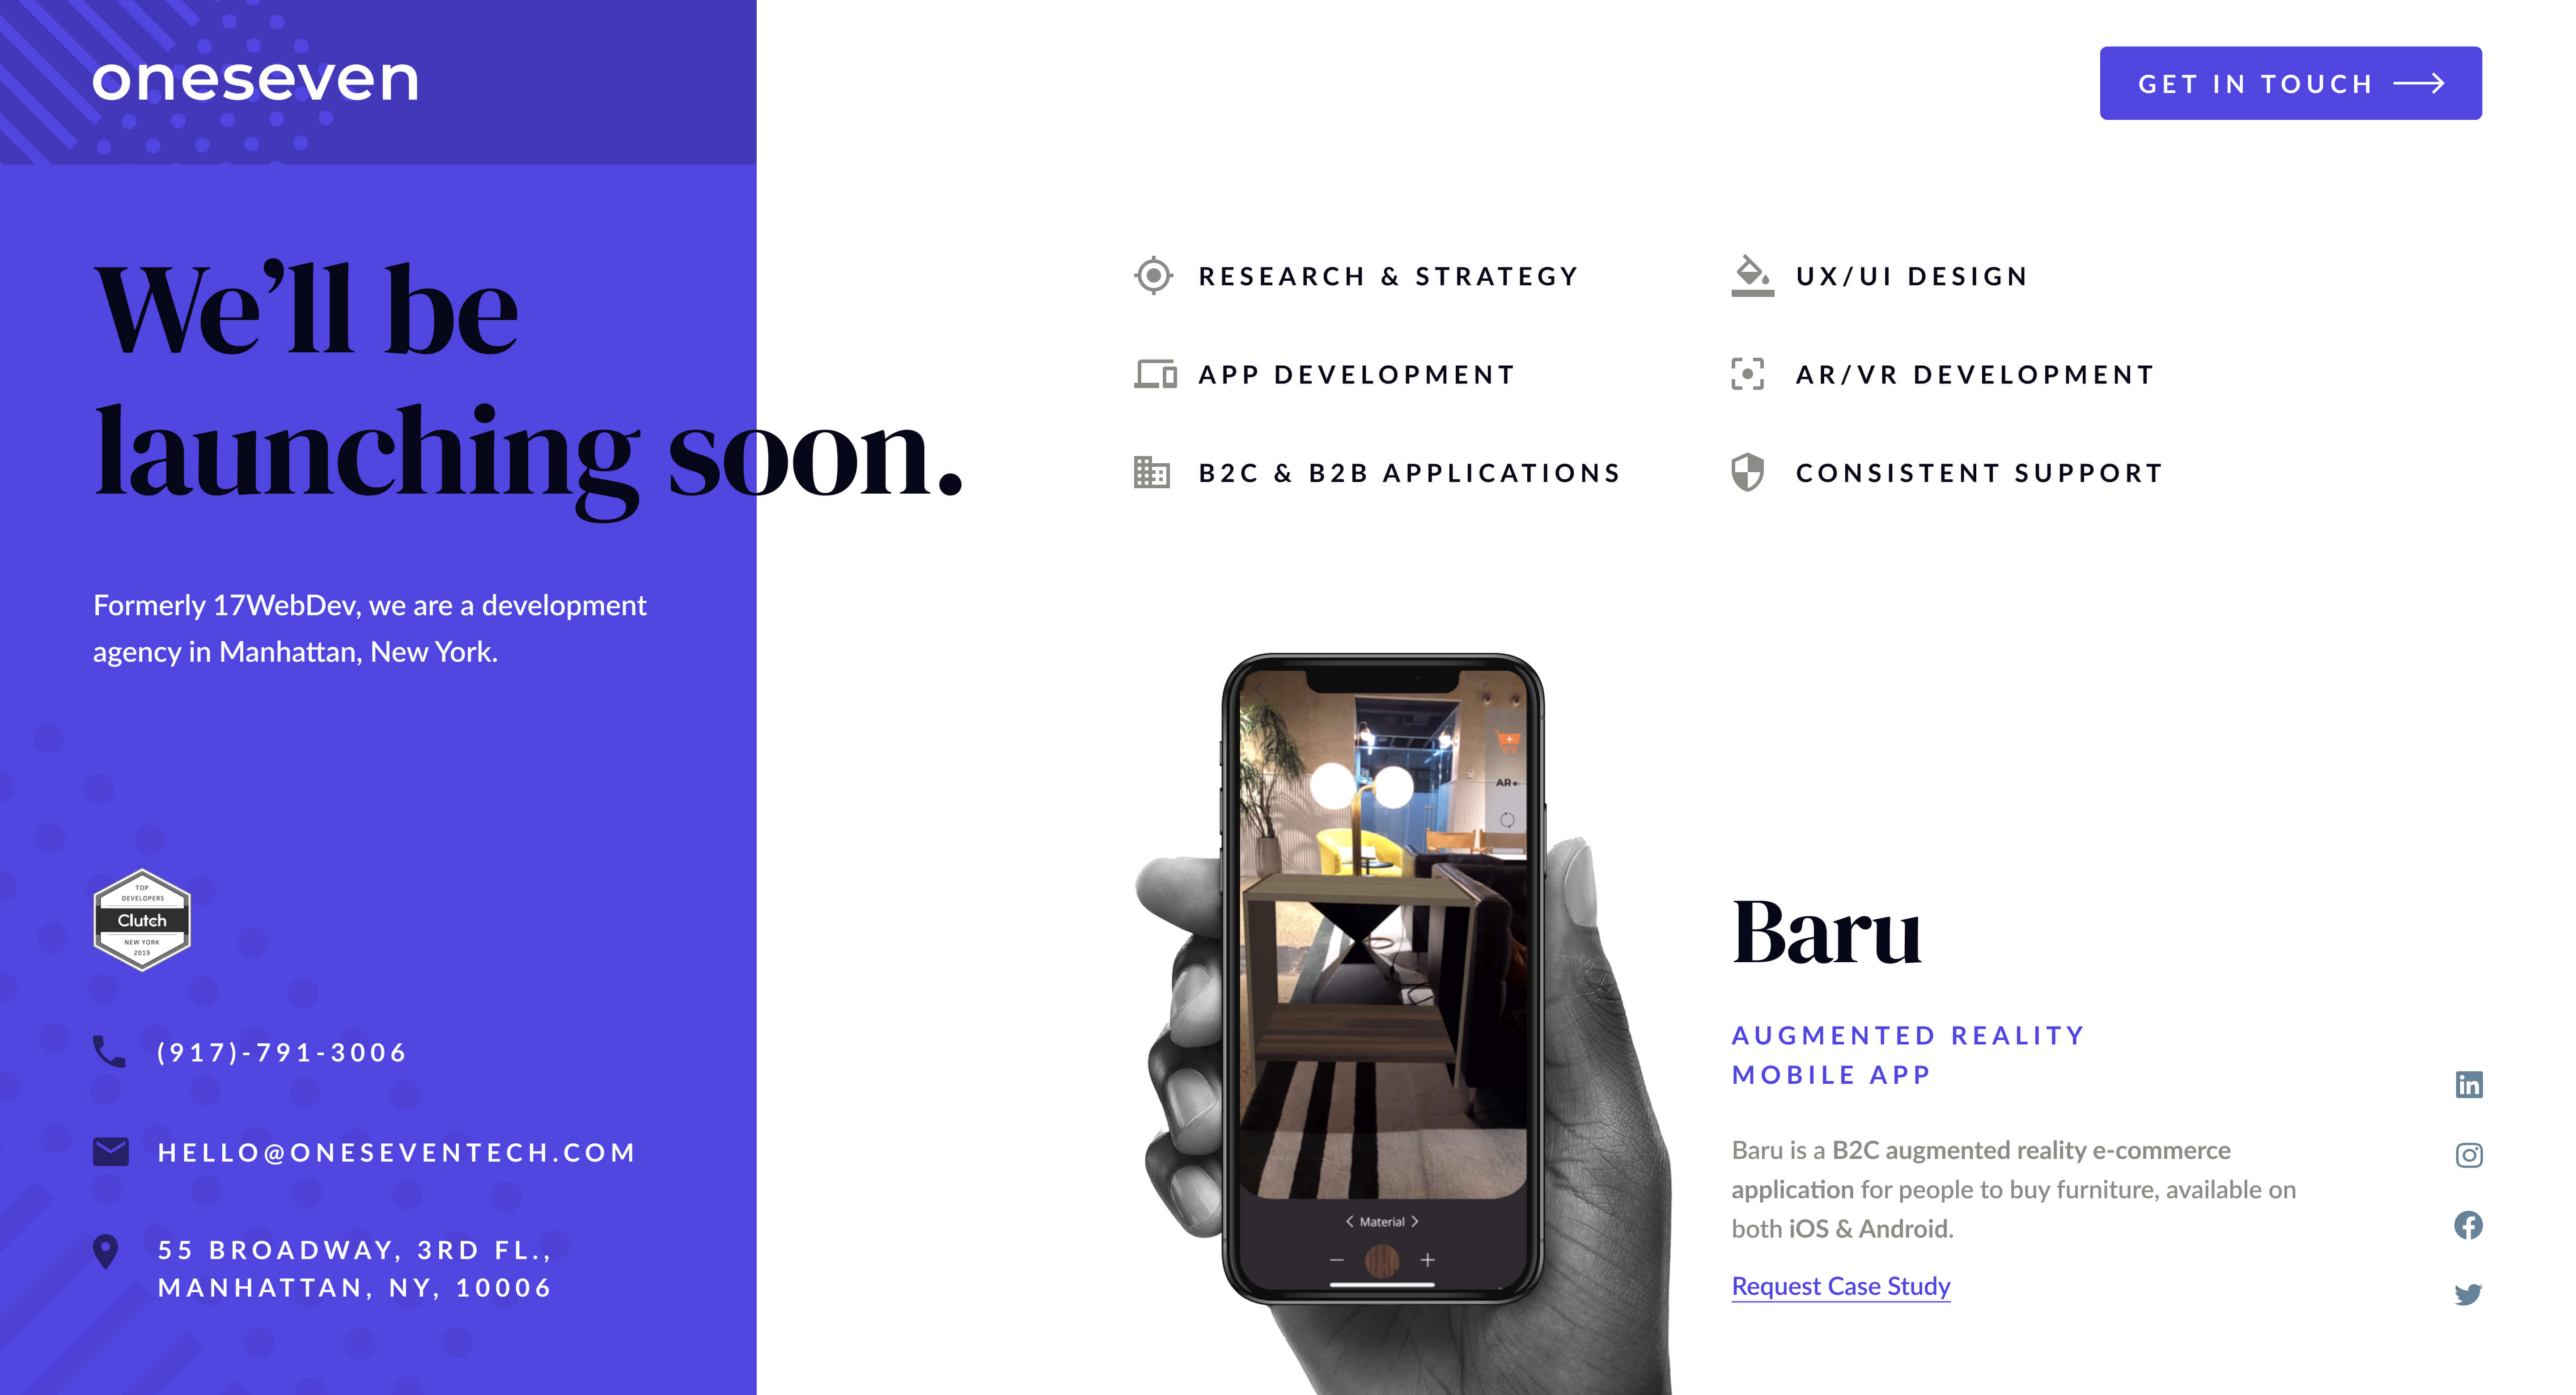 oneseven
GET IN TOUCH
We’ll be
launching soon.
Formerly 17WebDev, we are a development
agency in Manhattan, New York.
TOP
DEVELOPERS
Clutch
NEW YORK
2019
(917)-791-3006
HELLO@ONESEVENTECH.COM
55 BROADWAY, 3RD FL.,
MANHATTAN, NY, 10006
RESEARCH & STRATEGY
UX/UI DESIGN
APP DEVELOPMENT
AR/VR DEVELOPMENT
B2C & B2B APPLICATIONS
CONSISTENT SUPPORT
AR
Material
Baru
AUGMENTED REALITY
MOBILE APP
Baru is a B2C augmented reality e-commerce
application for people to buy furniture, available on
both iOS & Android.
Request Case Study
in